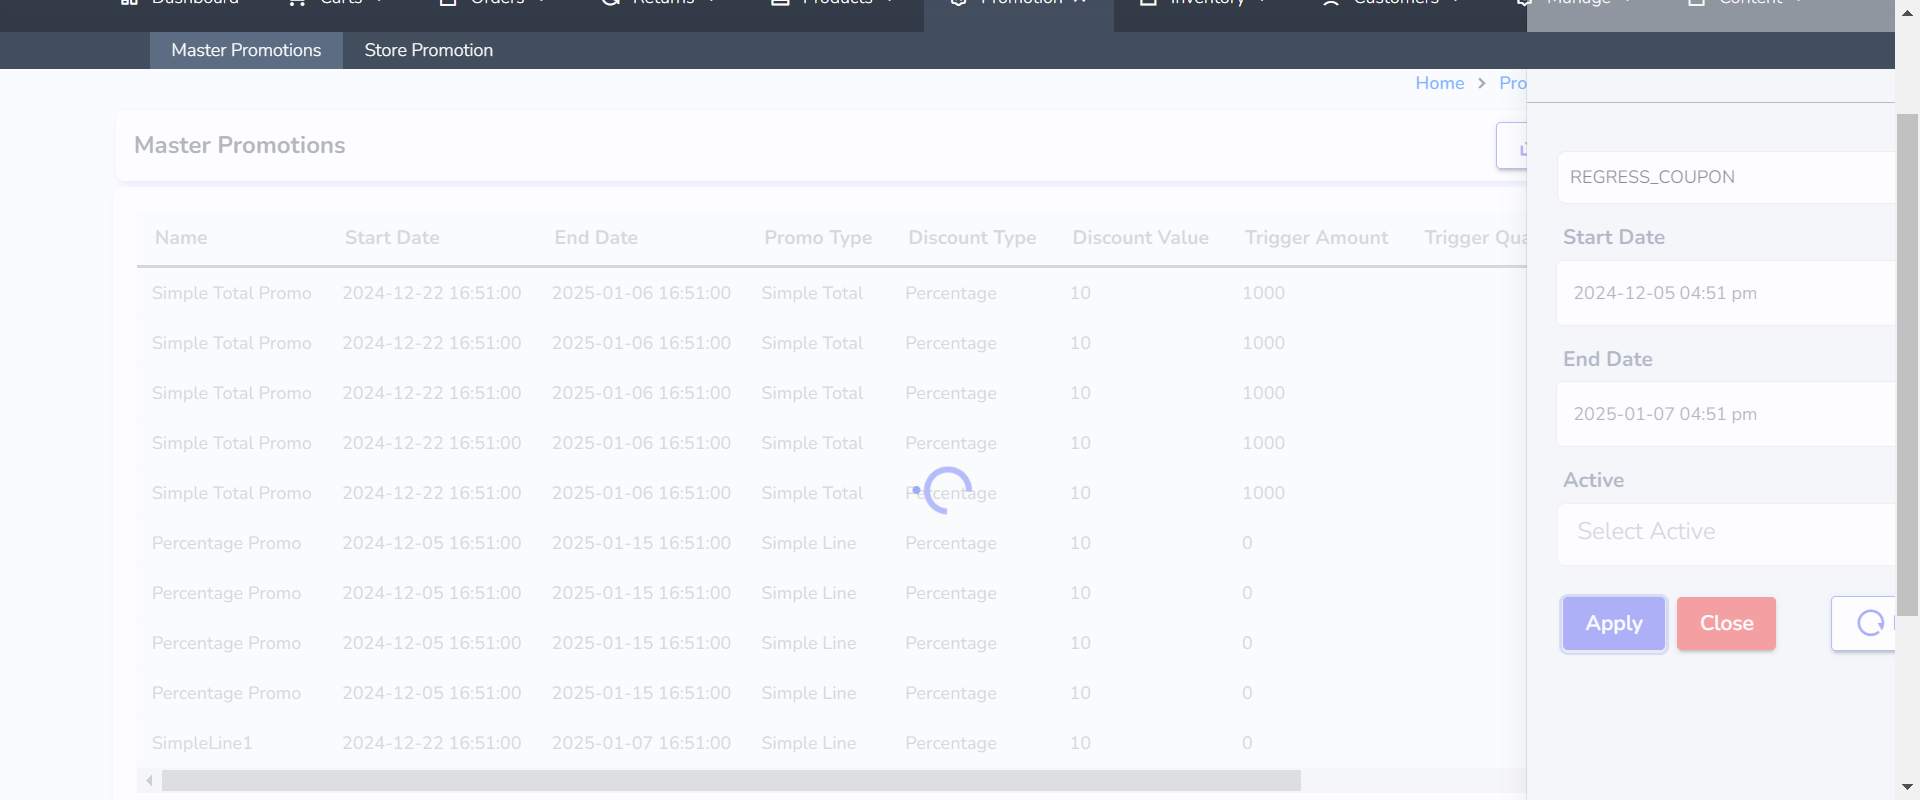 Dashboard Carts Orders Returns Products Promotion Inventory Customers Manage Content
Master Promotions Store Promotion
Home > Pro
Master Promotions
REGRESS_COUPON
Name Start Date End Date Promo Type Discount Type Discount Value Trigger Amount Trigger Qua
Start Date
Simple Total Promo 2024-12-22 16:51:00 2025-01-06 16:51:00 Simple Total Percentage 10 1000
2024-12-05 04:51 pm
Simple Total Promo 2024-12-22 16:51:00 2025-01-06 16:51:00 Simple Total Percentage 10 1000
End Date
Simple Total Promo 2024-12-22 16:51:00 2025-01-06 16:51:00 Simple Total Percentage 10 1000
2025-01-07 04:51 pm
Simple Total Promo 2024-12-22 16:51:00 2025-01-06 16:51:00 Simple Total Percentage 10 1000
Active
Simple Total Promo 2024-12-22 16:51:00 2025-01-06 16:51:00 Simple Total Percentage 10 1000
Select Active
Percentage Promo 2024-12-05 16:51:00 2025-01-15 16:51:00 Simple Line Percentage 10 0
Percentage Promo 2024-12-05 16:51:00 2025-01-15 16:51:00 Simple Line Percentage 10 0
Apply Close
Percentage Promo 2024-12-05 16:51:00 2025-01-15 16:51:00 Simple Line Percentage 10 0
Percentage Promo 2024-12-05 16:51:00 2025-01-15 16:51:00 Simple Line Percentage 10 0
SimpleLine1 2024-12-22 16:51:00 2025-01-07 16:51:00 Simple Line Percentage 10 0